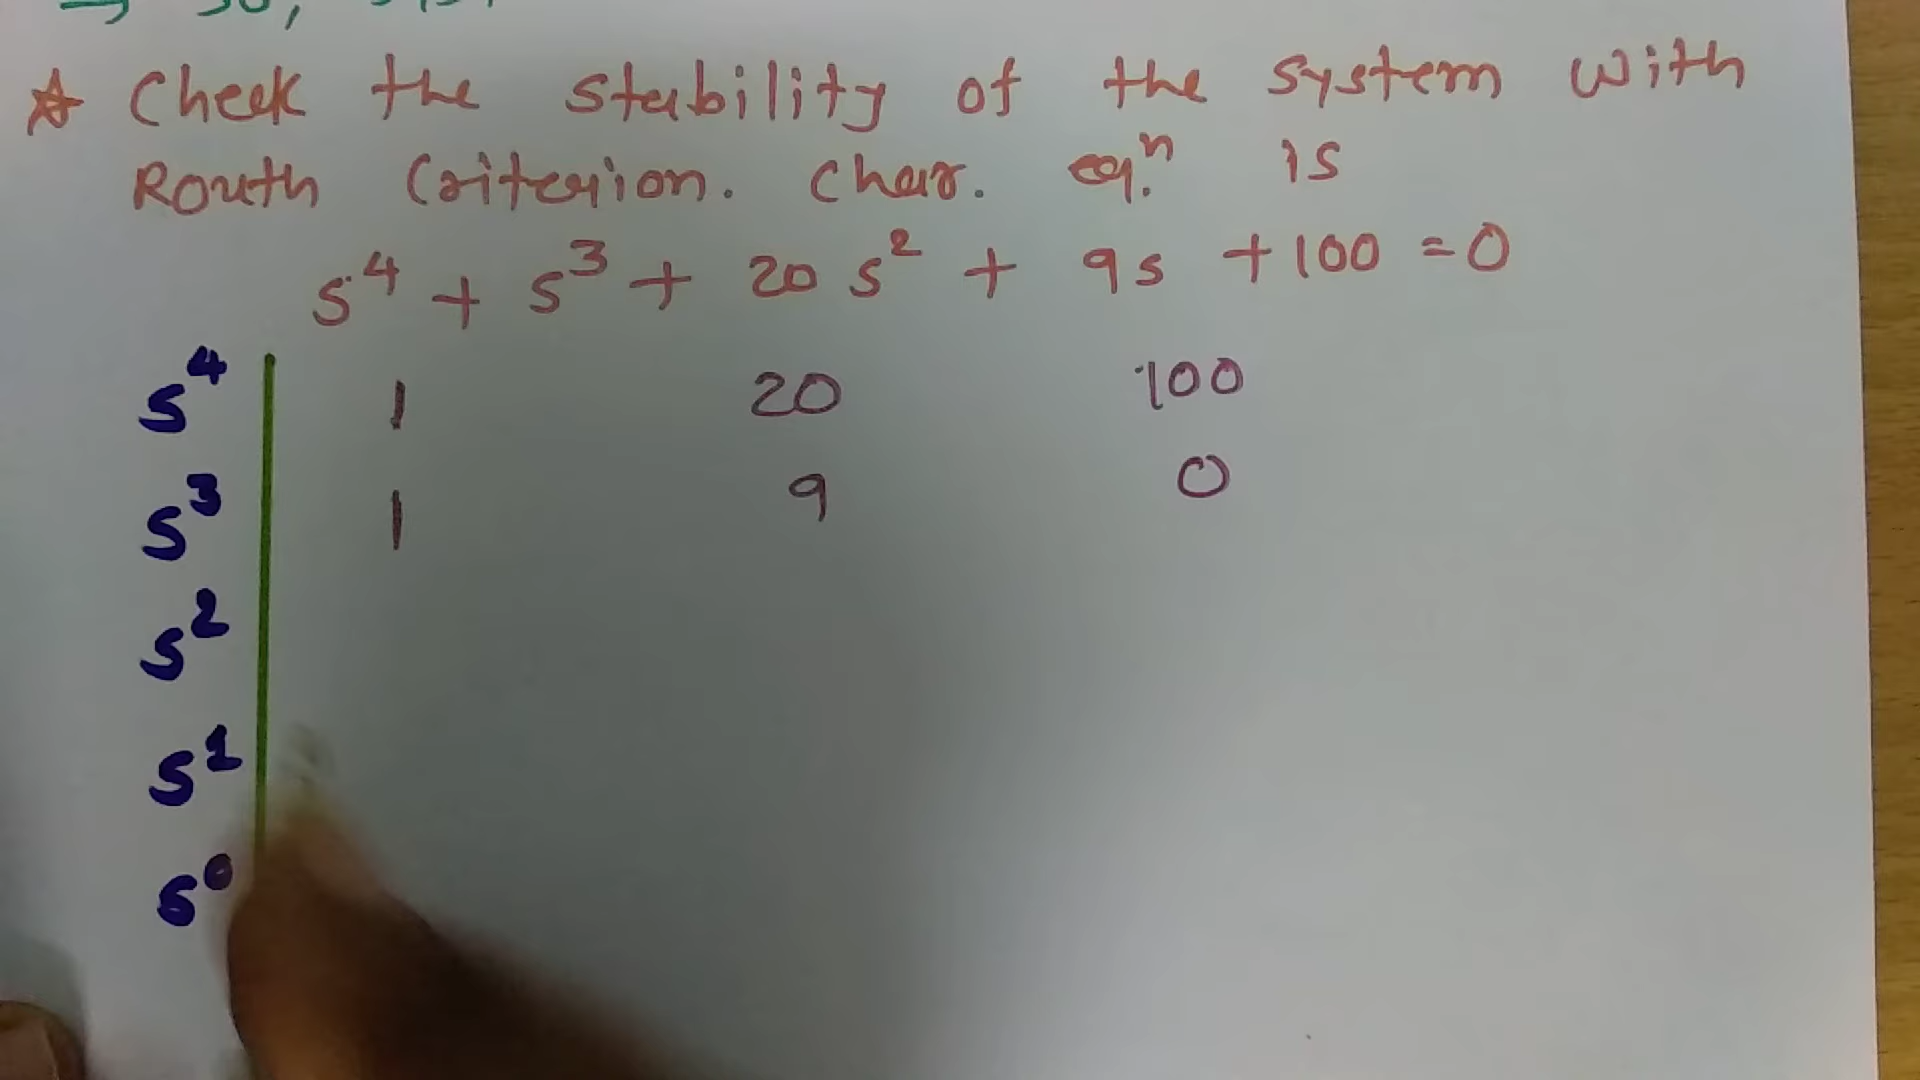 ☆ Check the stability of the system with
Routh Criterion. Char. eqⁿ. is
s⁴ + s³ + 20 s² + 9s + 100 = 0
s⁴ 1 20 100
s³ 1 9 0
s²
s¹
s⁰